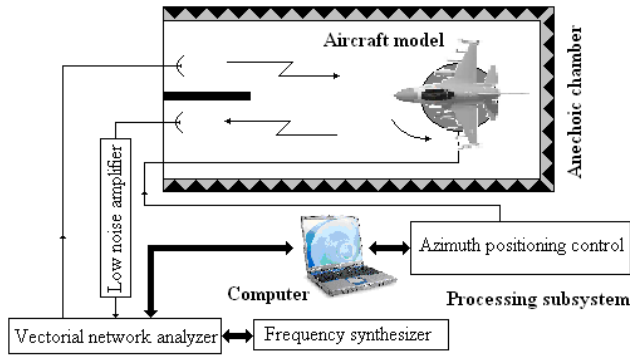 Aircraft model
Anechoic chamber
Low noise amplifier
Azimuth positioning control
Computer
Processing subsystem
Vectorial network analyzer
Frequency synthesizer